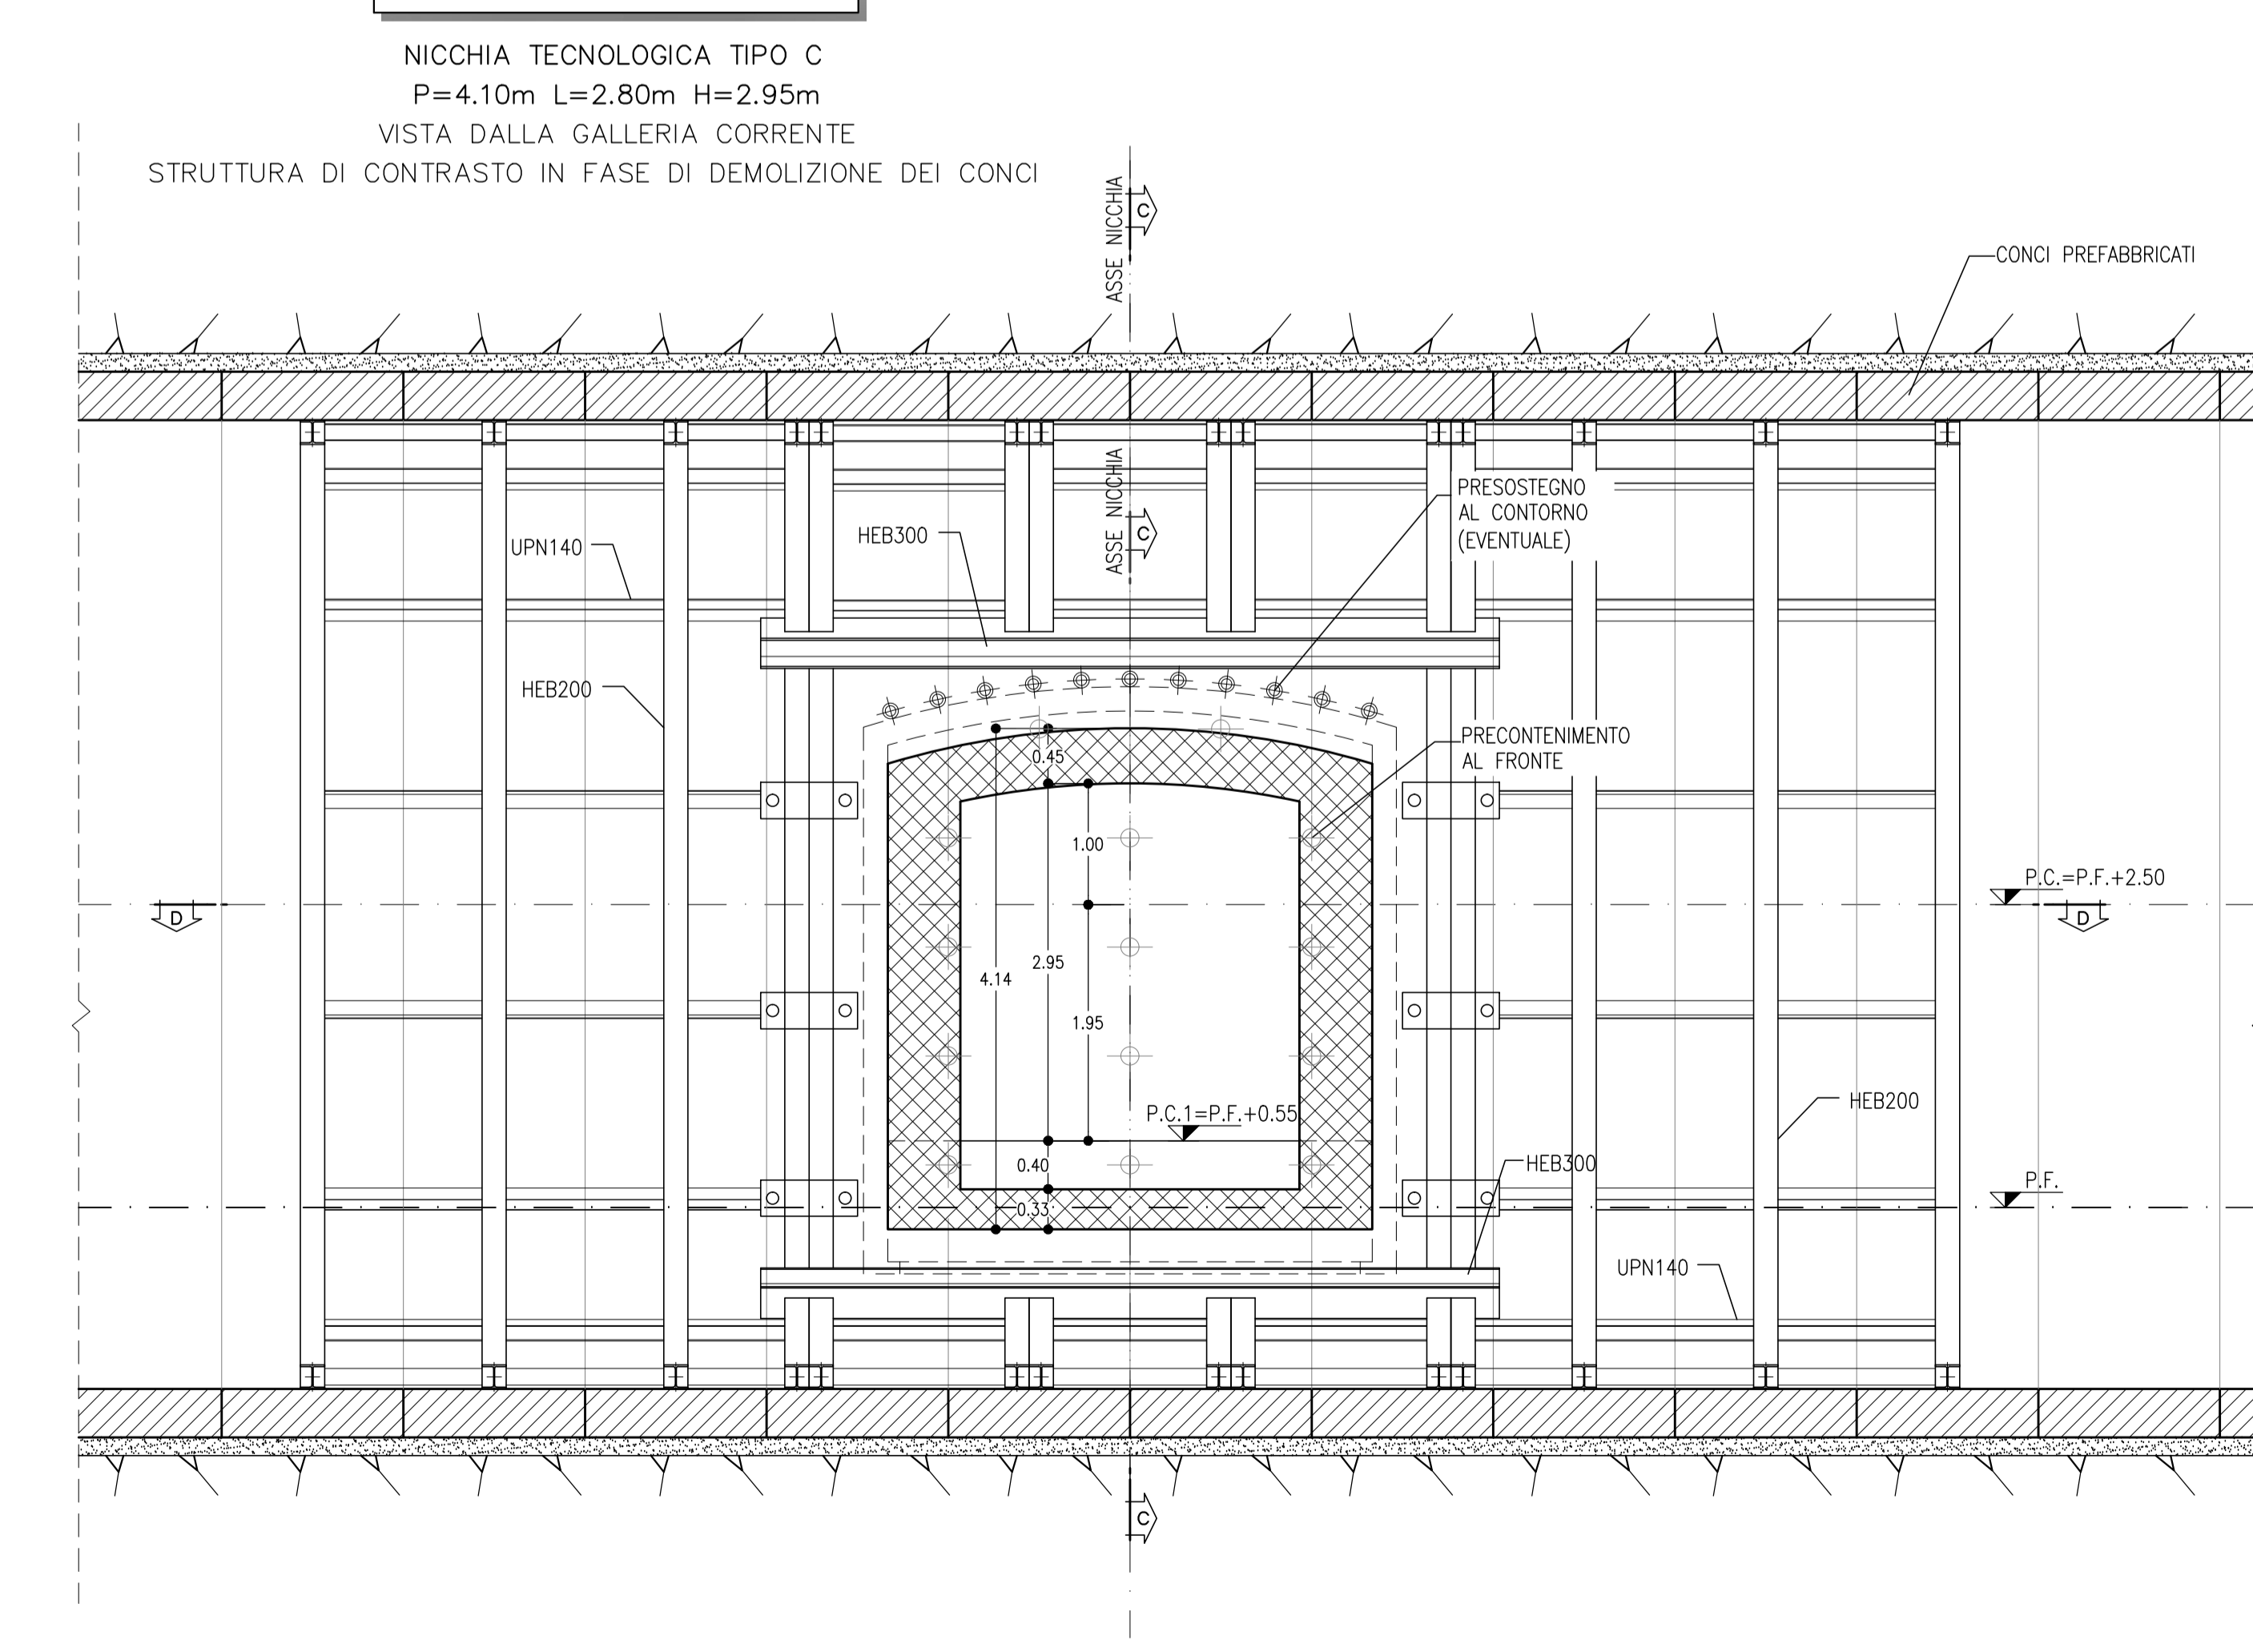 NICCHIA TECNOLOGICA TIPO C
P=4.10m L=2.80m H=2.95m
VISTA DALLA GALLERIA CORRENTE
STRUTTURA DI CONTRASTO IN FASE DI DEMOLIZIONE DEI CONCI
ASSE NICCHIA
C
CONCI PREFABBRICATI
ASSE NICCHIA
C
PRESOSTEGNO
AL CONTORNO
(EVENTUALE)
HEB300
UPN140
HEB200
PRECONTENIMENTO
AL FRONTE
0.45
1.00
P.C.=P.F.+2.50
D
D
2.95
4.14
1.95
P.C.1=P.F.+0.55
HEB200
0.40
HEB300
P.F.
0.33
UPN140
C